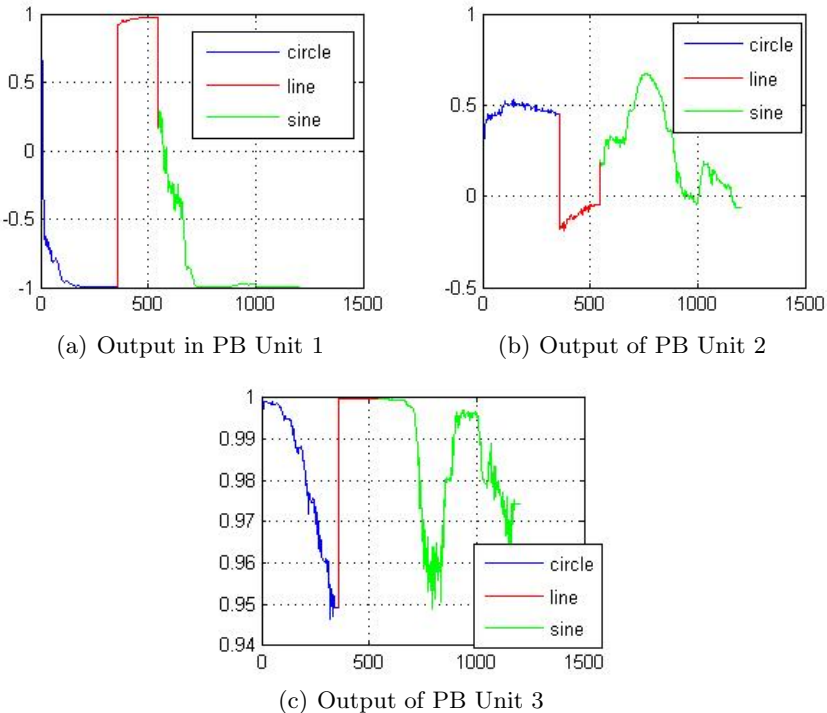 1
0.5
0
-0.5
-1
0
500
1000
1500
circle
line
sine
(a) Output in PB Unit 1
1
0.5
0
-0.5
0
500
1000
1500
circle
line
sine
(b) Output of PB Unit 2
1
0.99
0.98
0.97
0.96
0.95
0.94
0
500
1000
1500
circle
line
sine
(c) Output of PB Unit 3